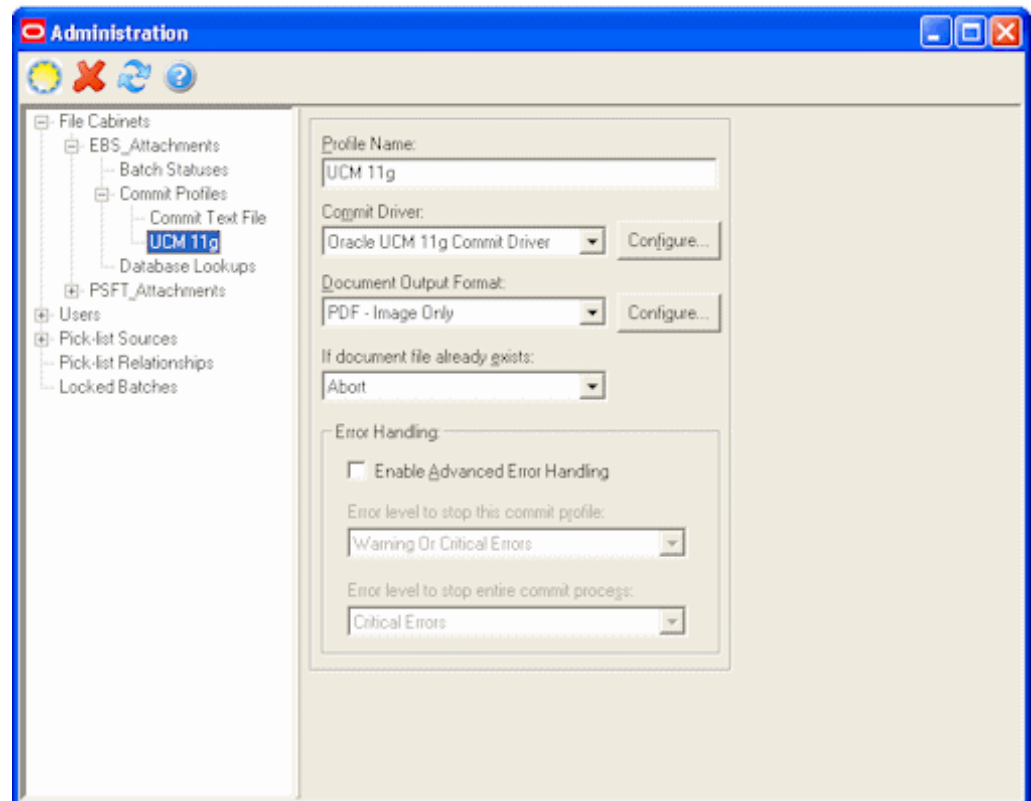 Administration
File Cabinets
EBS_Attachments
Batch Statuses
Commit Profiles
Commit Text File
UCM 11g
Database Lookups
PSFT_Attachments
Users
Pick-list Sources
Pick-list Relationships
Locked Batches
Profile Name:
UCM 11g
Commit Driver:
Oracle UCM 11g Commit Driver
Configure...
Document Output Format:
PDF - Image Only
Configure...
If document file already exists:
Abort
Error Handling:
Enable Advanced Error Handling
Error level to stop this commit profile:
Warning Or Critical Errors
Error level to stop entire commit process:
Critical Errors